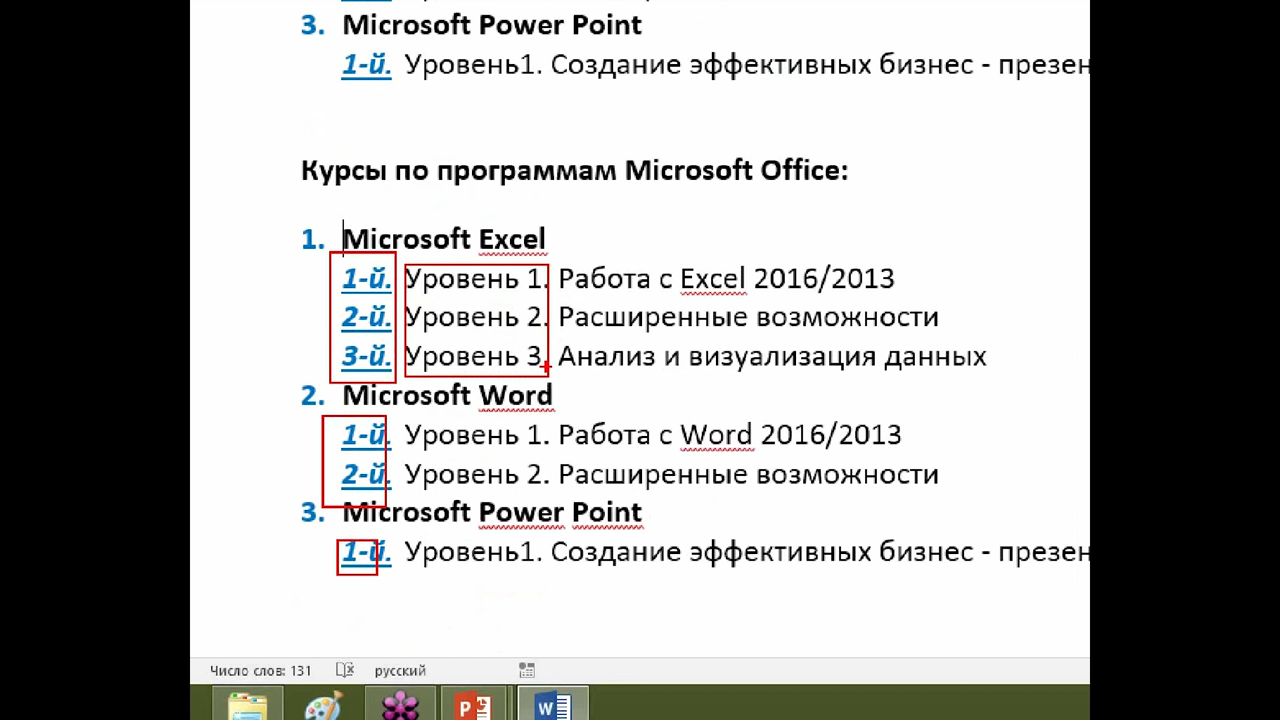 3. Microsoft Power Point
1-й. Уровень1. Создание эффективных бизнес - презен
Курсы по программам Microsoft Office:
1. Microsoft Excel
1-й. Уровень 1. Работа с Excel 2016/2013
2-й. Уровень 2. Расширенные возможности
3-й. Уровень 3. Анализ и визуализация данных
2. Microsoft Word
1-й. Уровень 1. Работа с Word 2016/2013
2-й. Уровень 2. Расширенные возможности
3. Microsoft Power Point
1-й. Уровень1. Создание эффективных бизнес - презен
Число слов: 131 русский